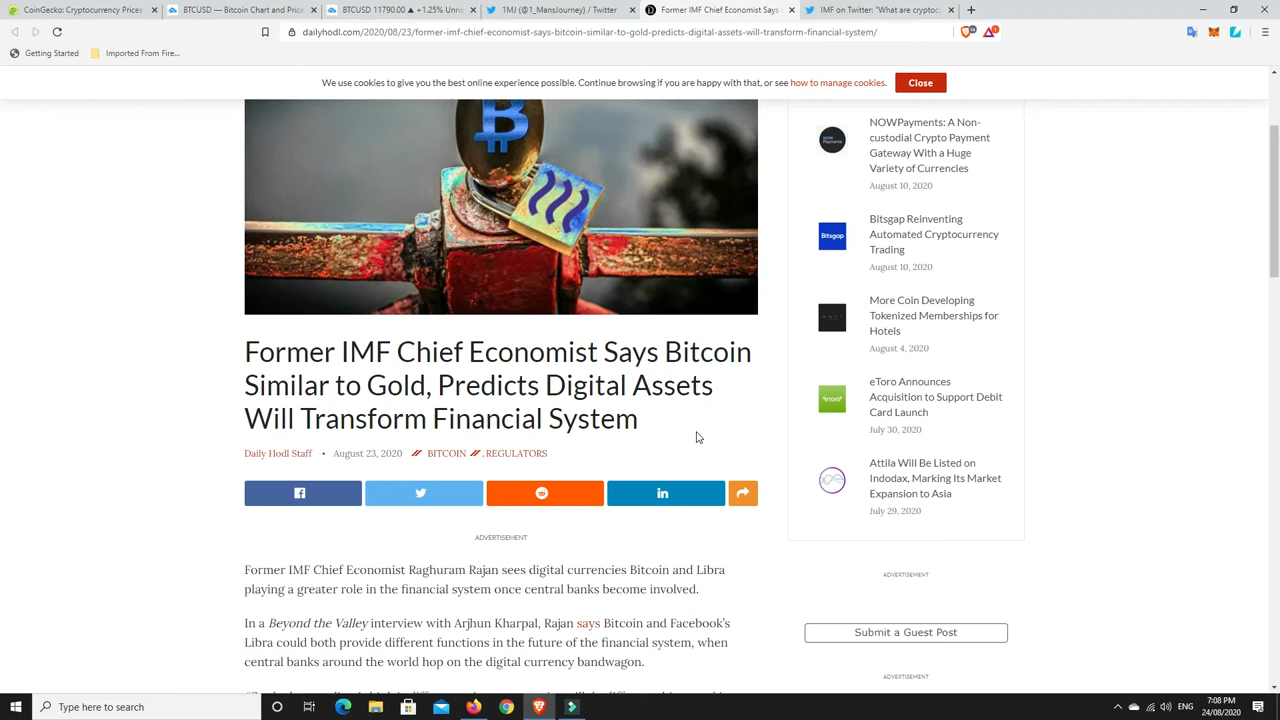 CoinGecko: Cryptocurrency Prices
BTCUSD — Bitcoin Chart and Pric
BTCUSD 11790.00 ▲ +1.25% Unna
1MJ (@1_MansJourney) / Twitter
Former IMF Chief Economist Says
IMF on Twitter: "What are cryptoc
dailyhodl.com/2020/08/23/former-imf-chief-economist-says-bitcoin-similar-to-gold-predicts-digital-assets-will-transform-financial-system/
Getting Started
Imported From Fire...
We use cookies to give you the best online experience possible. Continue browsing if you are happy with that, or see how to manage cookies.
Close
NOWPayments: A Non-
custodial Crypto Payment
Gateway With a Huge
Variety of Currencies
August 10, 2020
Bitsgap
Bitsgap Reinventing
Automated Cryptocurrency
Trading
August 10, 2020
More Coin Developing
Tokenized Memberships for
Hotels
August 4, 2020
eToro
eToro Announces
Acquisition to Support Debit
Card Launch
July 30, 2020
Attila Will Be Listed on
Indodax, Marking Its Market
Expansion to Asia
July 29, 2020
Former IMF Chief Economist Says Bitcoin
Similar to Gold, Predicts Digital Assets
Will Transform Financial System
Daily Hodl Staff • August 23, 2020 BITCOIN , REGULATORS
ADVERTISEMENT
Former IMF Chief Economist Raghuram Rajan sees digital currencies Bitcoin and Libra
playing a greater role in the financial system once central banks become involved.
In a Beyond the Valley interview with Arjhun Kharpal, Rajan says Bitcoin and Facebook's
Libra could both provide different functions in the future of the financial system, when
central banks around the world hop on the digital currency bandwagon.
ADVERTISEMENT
Submit a Guest Post
ADVERTISEMENT
Type here to search
ENG
7:08 PM
24/08/2020